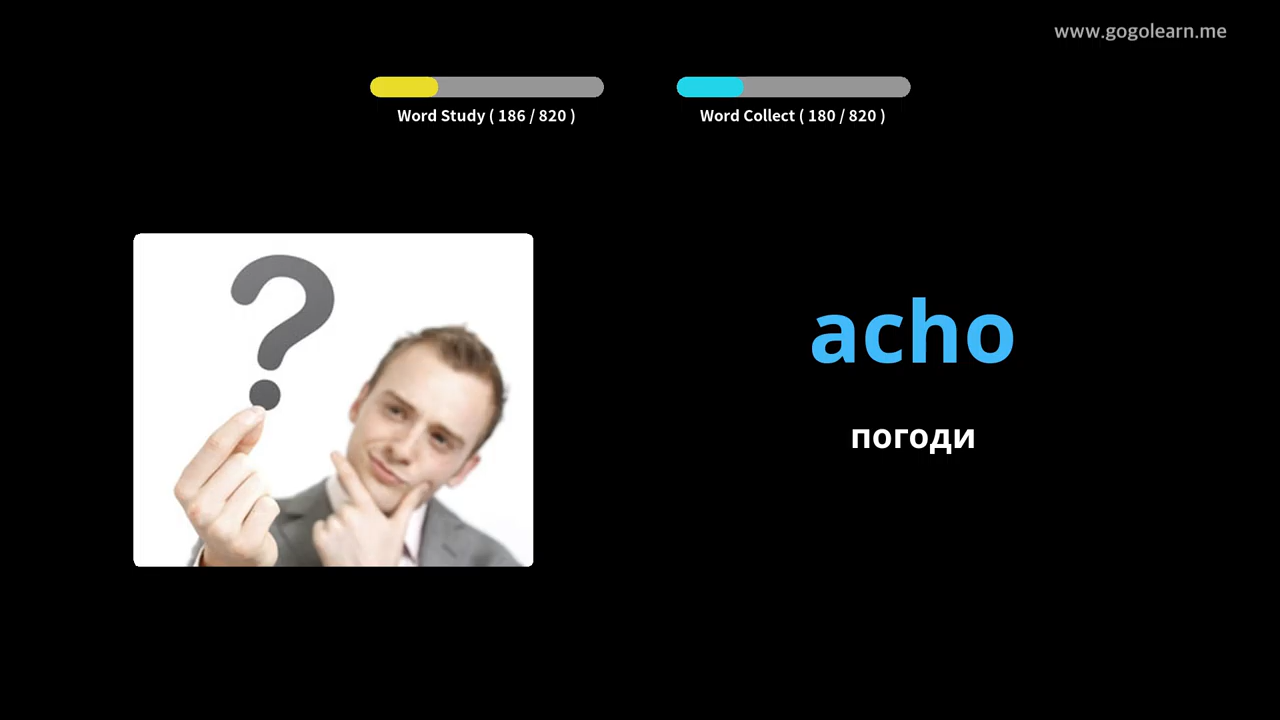 www.gogolearn.me
Word Study ( 186 / 820 )
Word Collect ( 180 / 820 )
?
acho
погоди